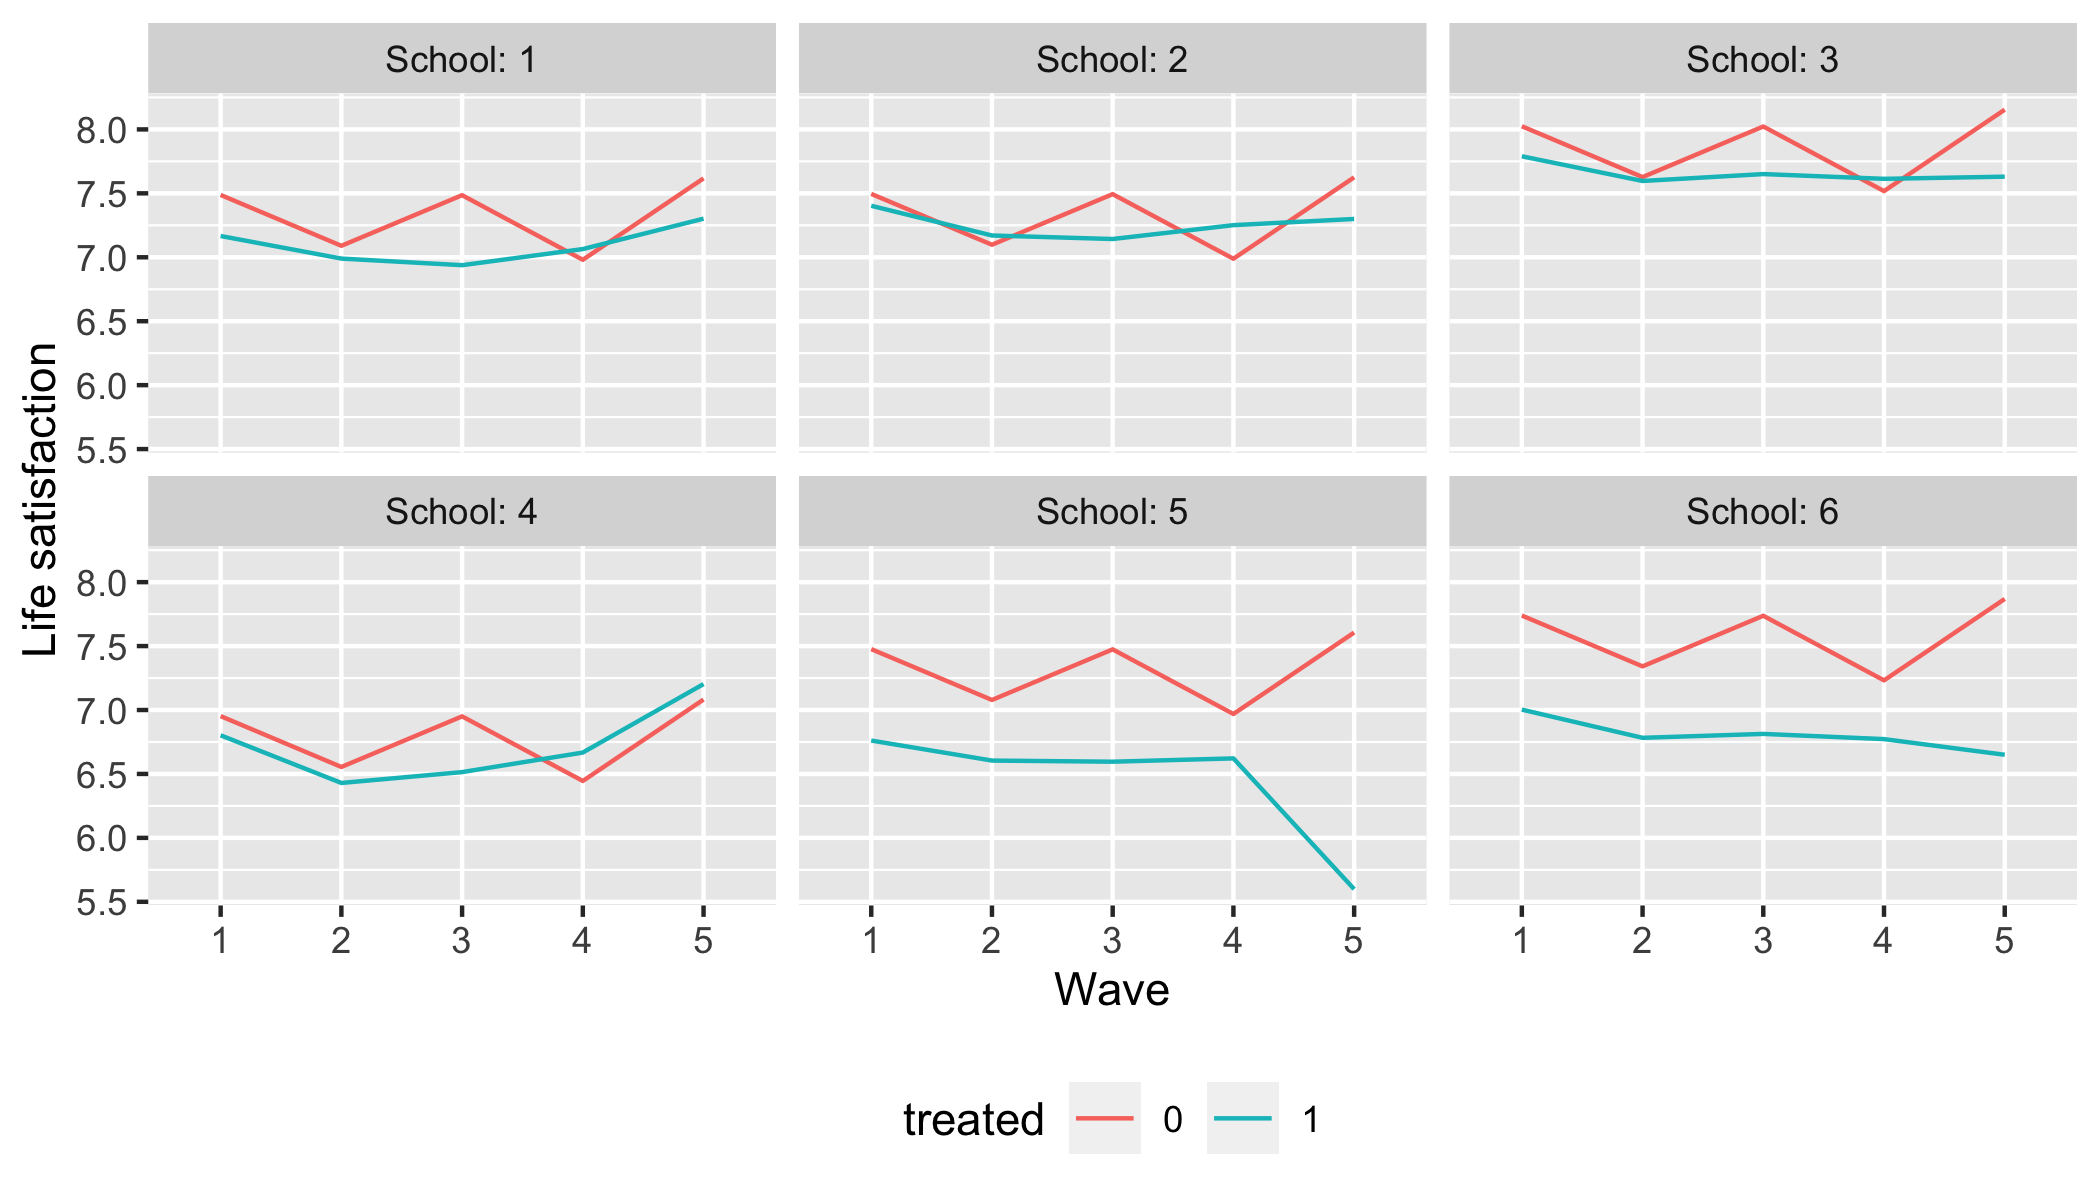 School: 1 School: 2 School: 3
8.0
7.5
7.0
6.5
6.0
5.5
Life satisfaction
School: 4 School: 5 School: 6
8.0
7.5
7.0
6.5
6.0
5.5
1 2 3 4 5 1 2 3 4 5 1 2 3 4 5
Wave
treated 0 1